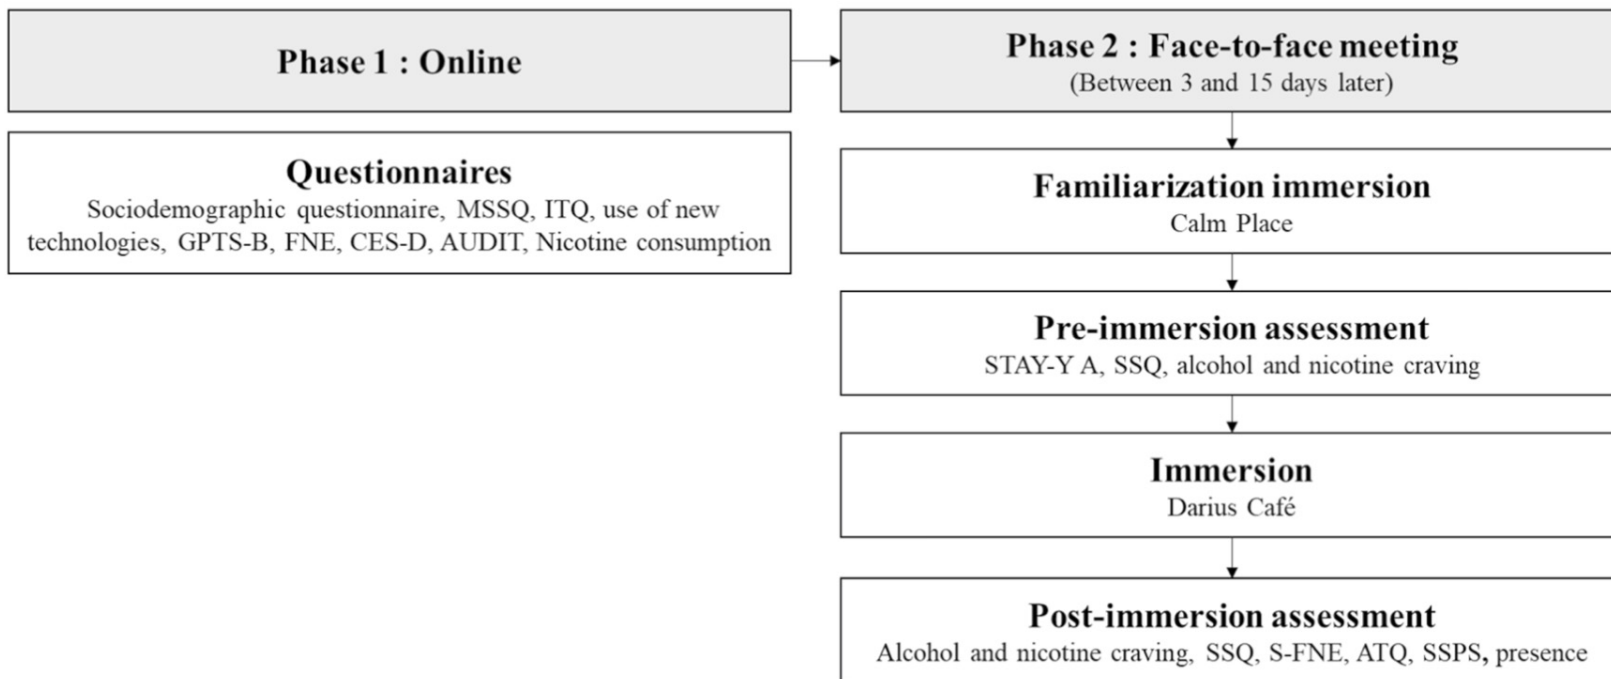 Phase 1 : Online
Questionnaires
Sociodemographic questionnaire, MSSQ, ITQ, use of new
technologies, GPTS-B, FNE, CES-D, AUDIT, Nicotine consumption
Phase 2 : Face-to-face meeting
(Between 3 and 15 days later)
Familiarization immersion
Calm Place
Pre-immersion assessment
STAY-Y A, SSQ, alcohol and nicotine craving
Immersion
Darius Café
Post-immersion assessment
Alcohol and nicotine craving, SSQ, S-FNE, ATQ, SSPS, presence